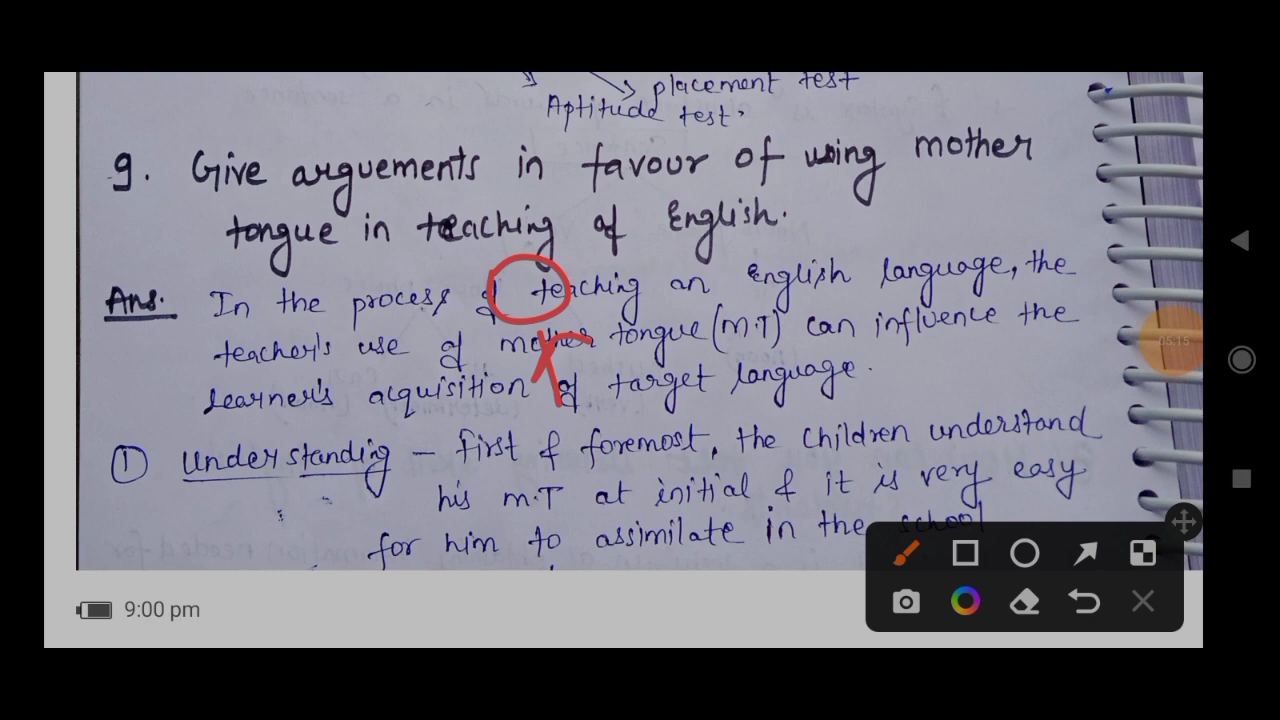 placement test
Aptitude test.
9. Give arguements in favour of using mother
tongue in teaching of English.
Ans. In the process of teaching an English language, the
teacher's use of mother tongue (M.T) can influence the
learner's acquisition of target language.
① Understanding – first & foremost, the children understand
his M.T at initial & it is very easy
for him to assimilate in the school
05:15
9:00 pm